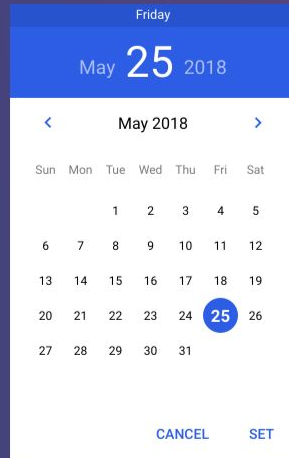 Friday
May 25 2018
May 2018
Sun Mon Tue Wed Thu Fri Sat
1 2 3 4 5
6 7 8 9 10 11 12
13 14 15 16 17 18 19
20 21 22 23 24 25 26
27 28 29 30 31
CANCEL SET